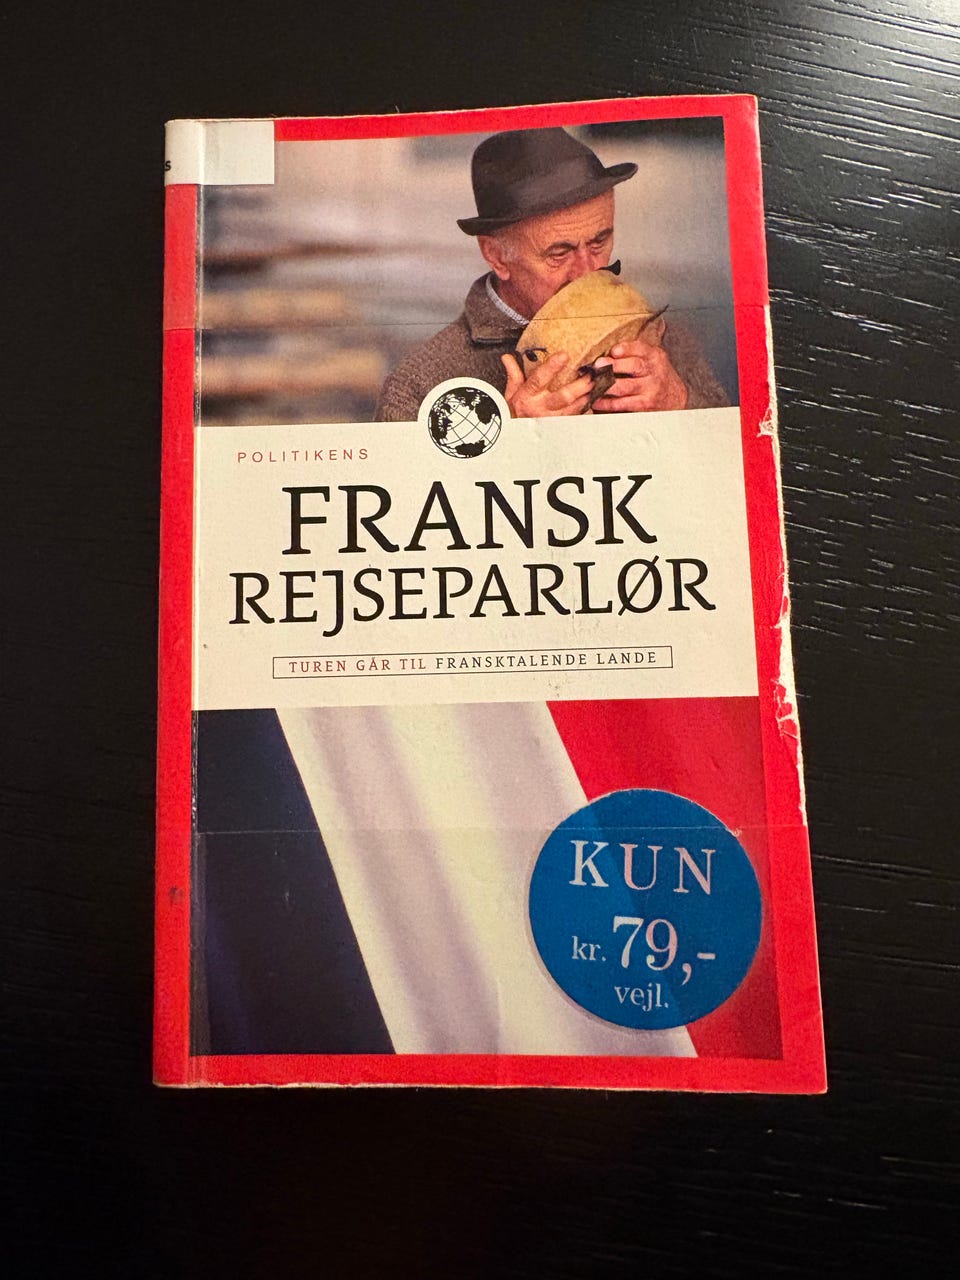 s
POLITIKENS
FRANSK
REJSEPARLØR
TUREN GÅR TIL FRANSKTALENDE LANDE
KUN
kr. 79,-
vejl.